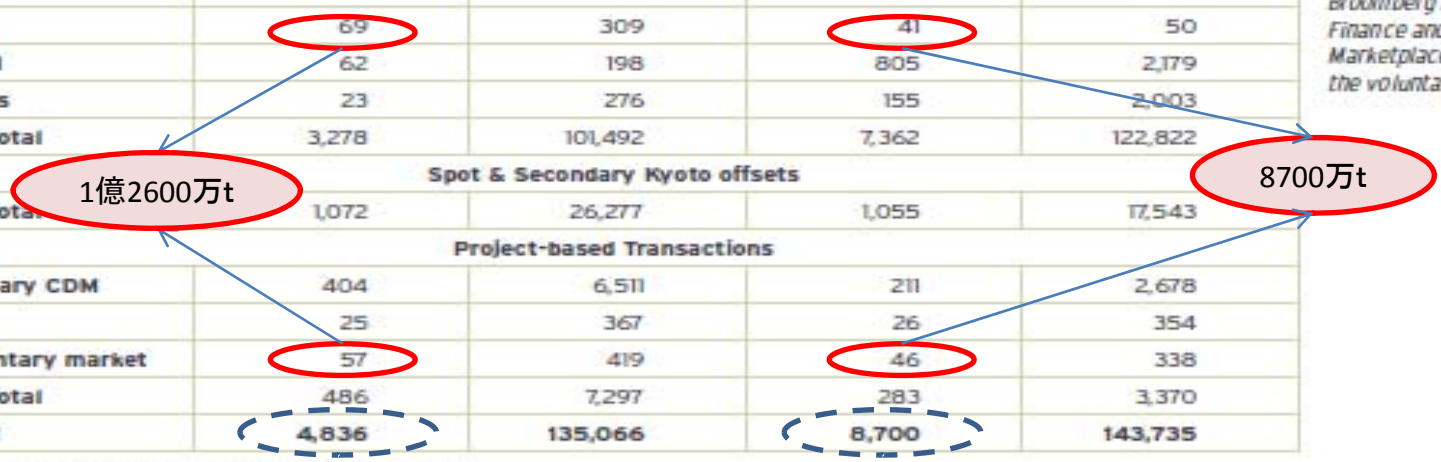 Finance and
69 309 41 50
62 198 805 2,179
Marketplac
the volunta
23 276 155 2,003
otal 3,278 101,492 7,362 122,822
Spot & Secondary Kyoto offsets
1億2600万t
8700万t
ota 1,072 26,277 1,055 17,543
Project-based Transactions
ary CDM 404 6,511 211 2,678
25 367 26 354
ntary market 57 419 46 338
otal 486 7,297 283 3,370
4,836 135,066 8,700 143,735